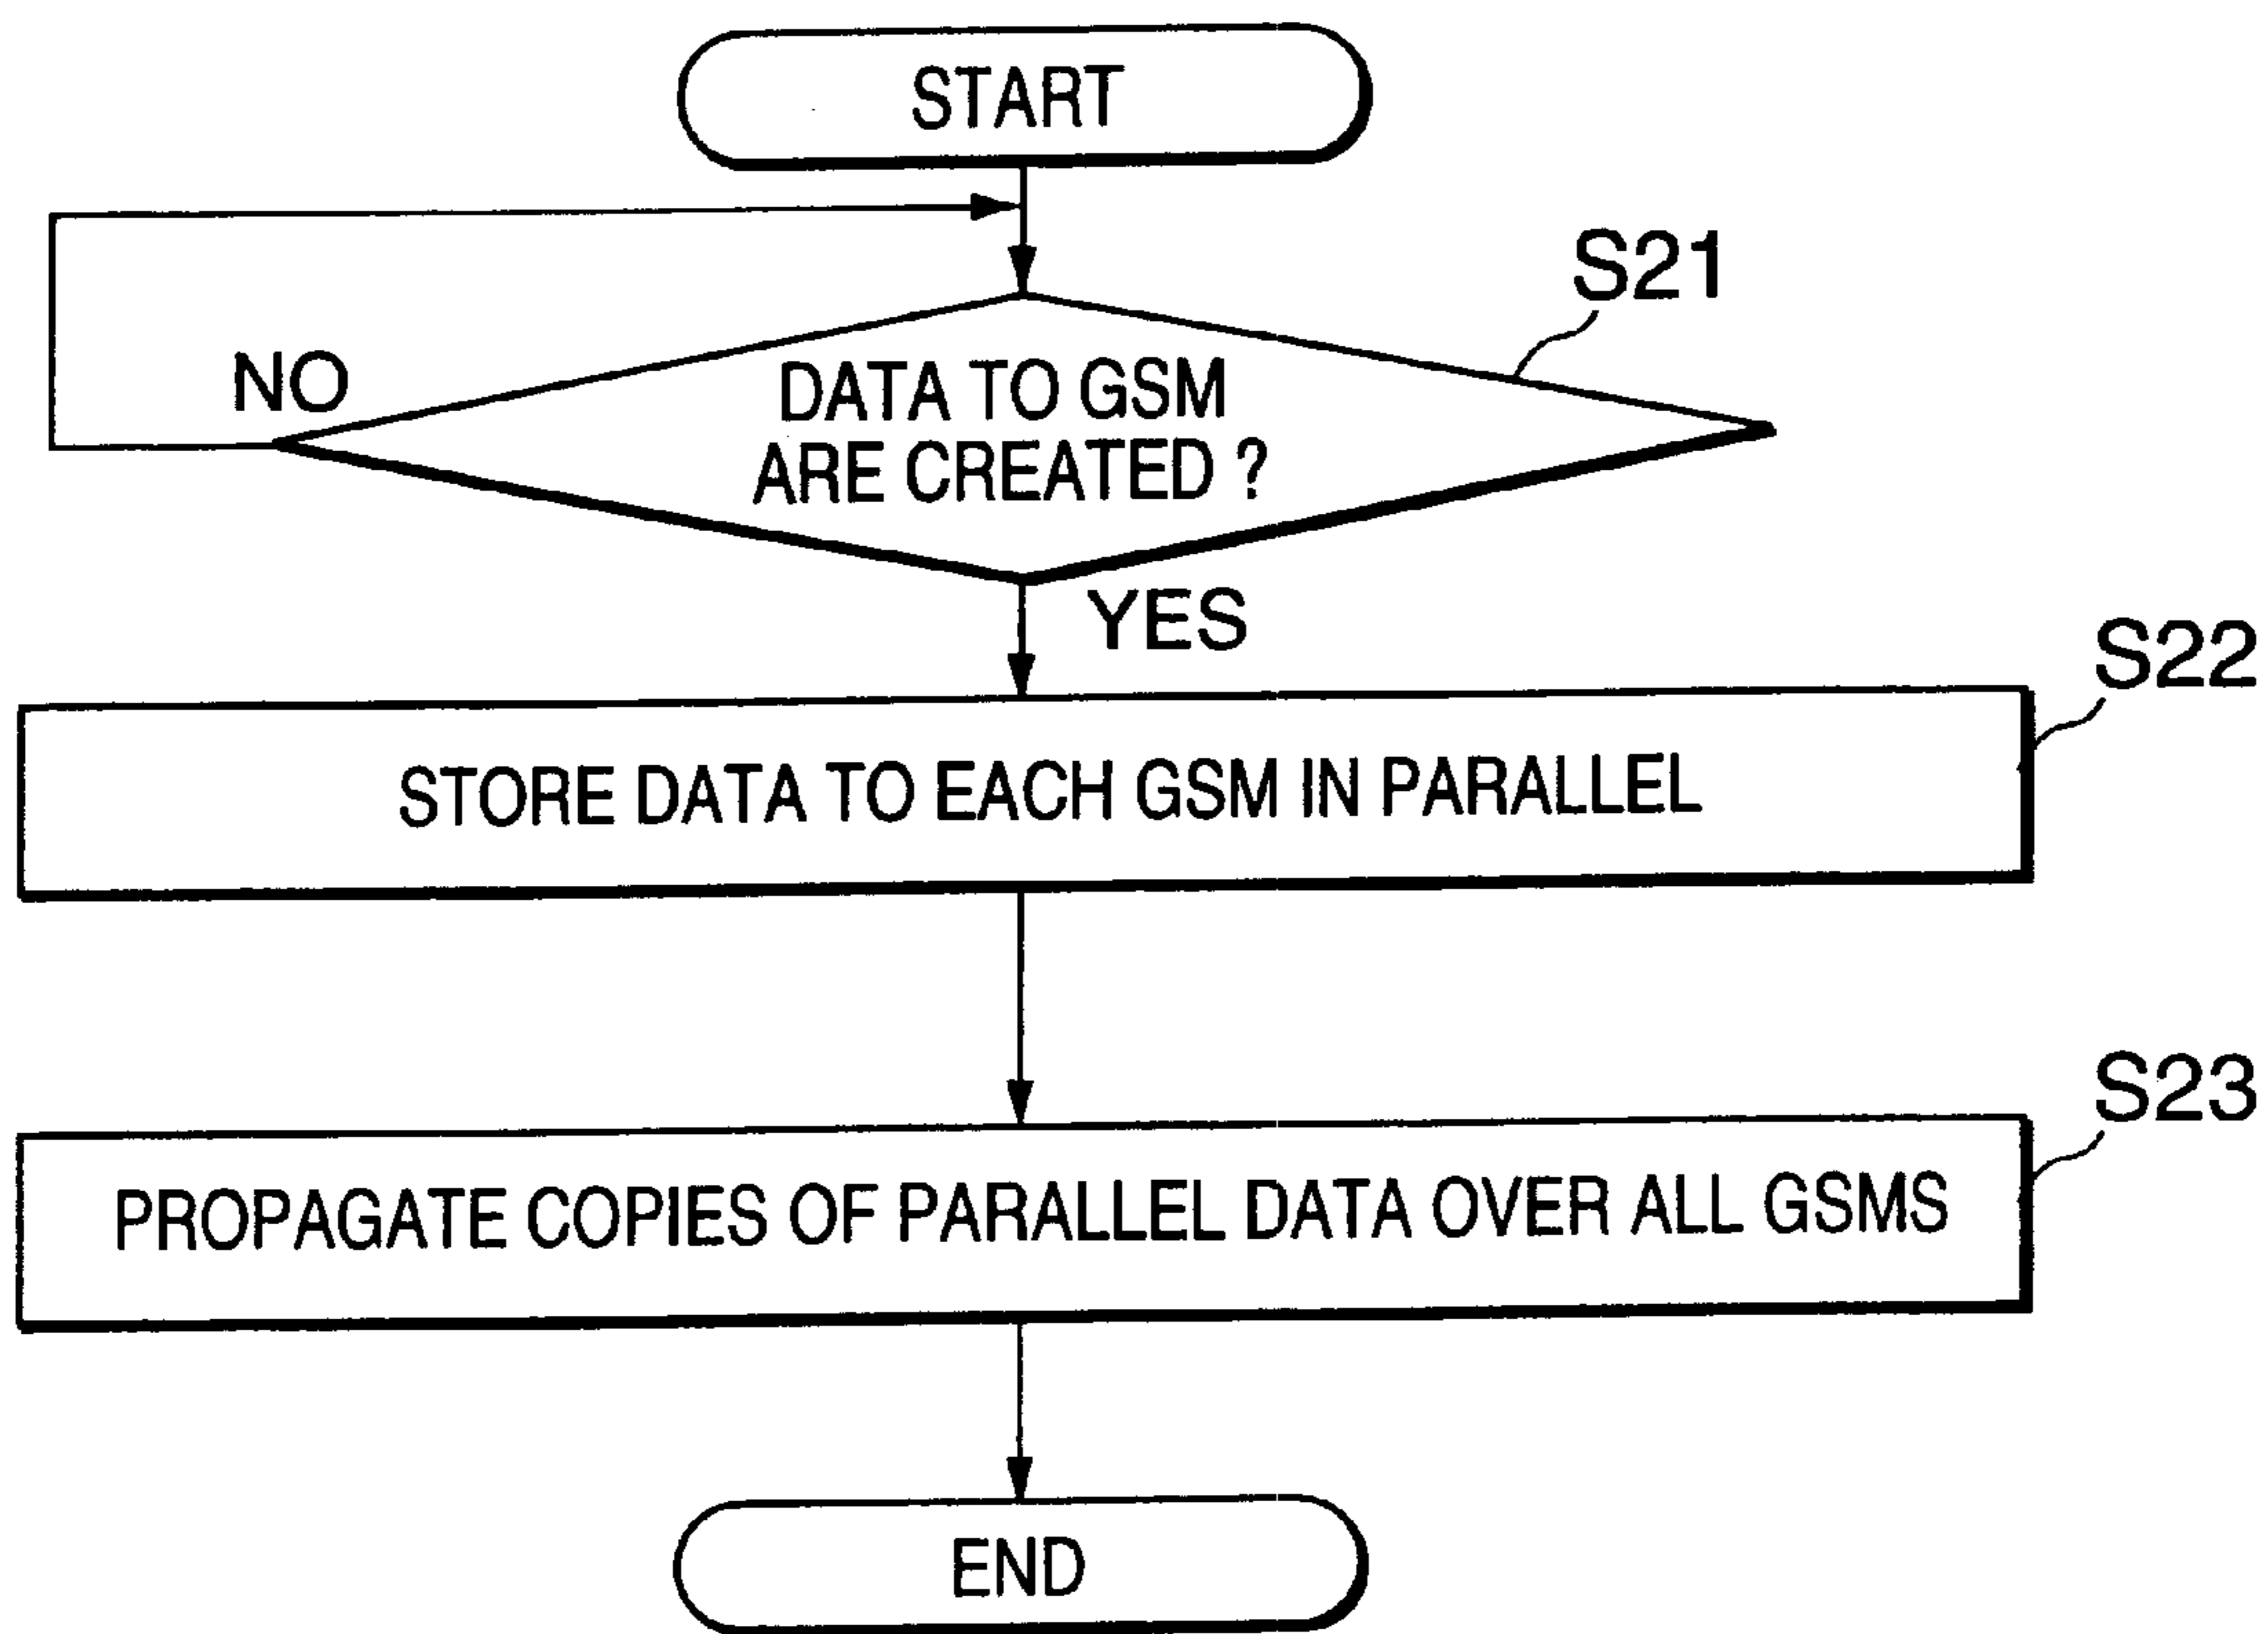 START
S21
NO
DATA TO GSM
ARE CREATED ?
YES
S22
STORE DATA TO EACH GSM IN PARALLEL
S23
PROPAGATE COPIES OF PARALLEL DATA OVER ALL GSMS
END